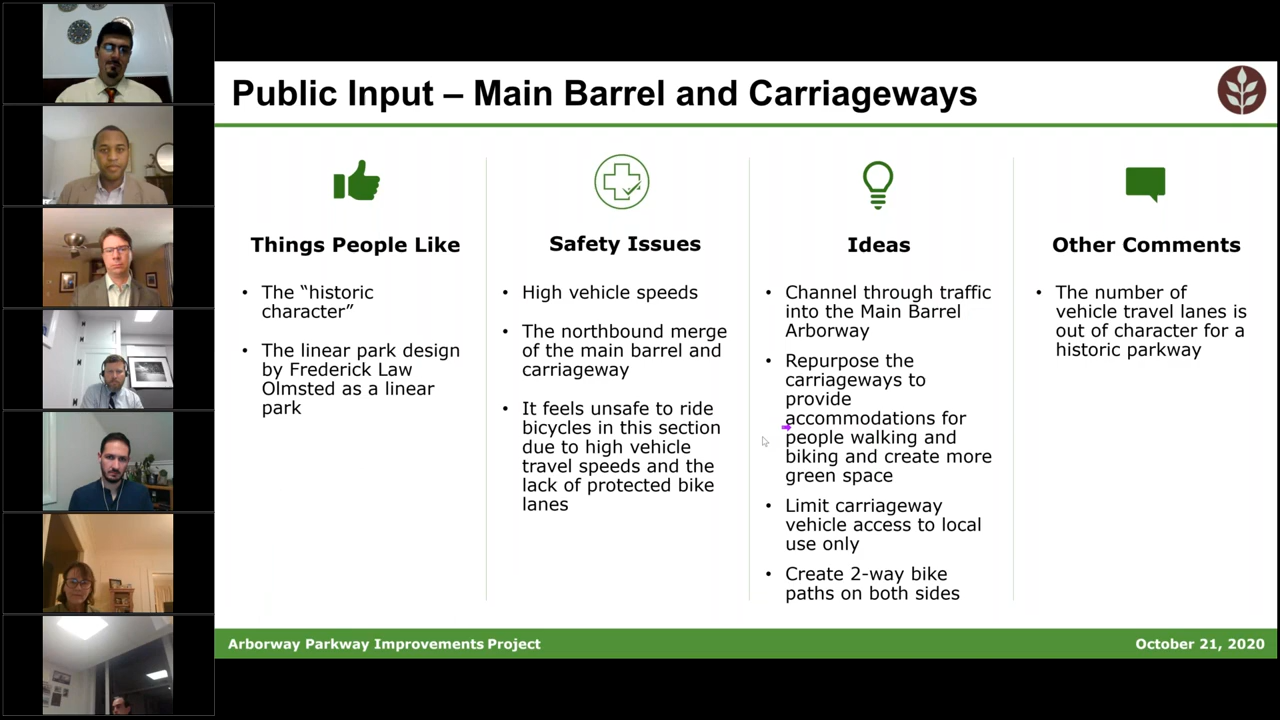 Public Input – Main Barrel and Carriageways
Things People Like
• The “historic
character”
• The linear park design
by Frederick Law
Olmsted as a linear
park
Safety Issues
• High vehicle speeds
• The northbound merge
of the main barrel and
carriageway
• It feels unsafe to ride
bicycles in this section
due to high vehicle
travel speeds and the
lack of protected bike
lanes
Ideas
• Channel through traffic
into the Main Barrel
Arborway
• Repurpose the
carriageways to
provide
accommodations for
people walking and
biking and create more
green space
• Limit carriageway
vehicle access to local
use only
• Create 2-way bike
paths on both sides
Other Comments
• The number of
vehicle travel lanes is
out of character for a
historic parkway
Arborway Parkway Improvements Project
October 21, 2020